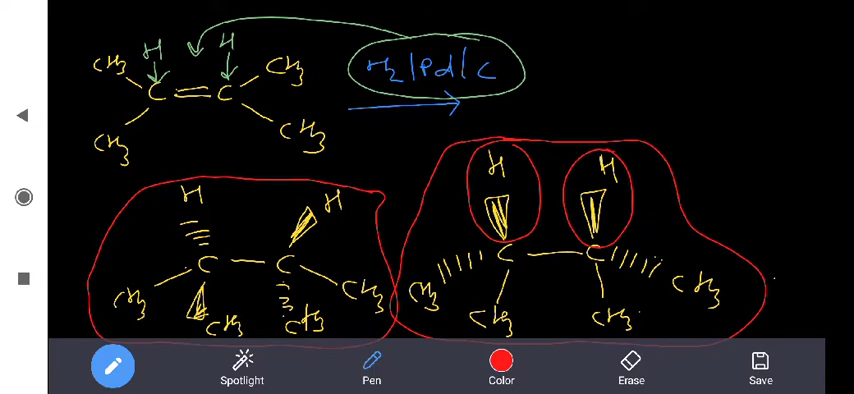 H H
CH3 CH3
C = C H2/Pd/C
CH3 CH3
H H H H
C — C C — C
CH3 CH3 CH3 CH3
CH3 CH3 CH3 CH3
Spotlight Pen Color Erase Save